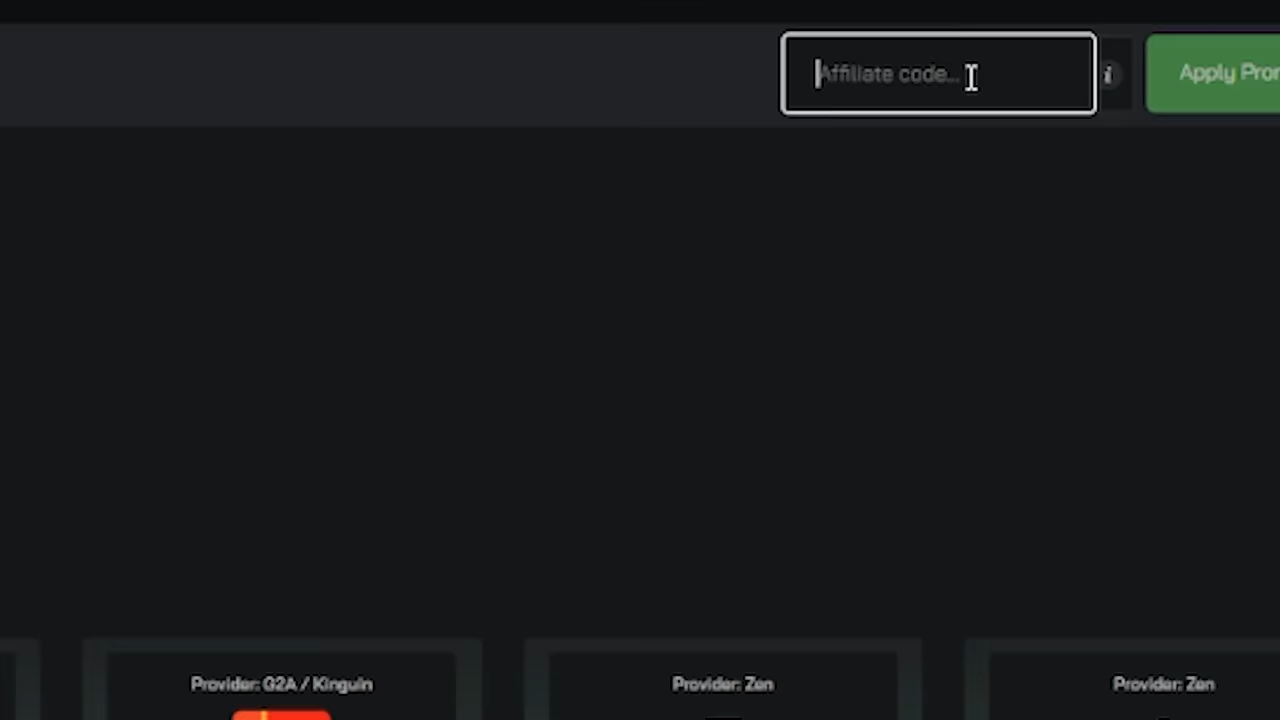 Affiliate code...
i
Apply Pro
Provider: G2A / Kinguin
Provider: Zen
Provider: Zen